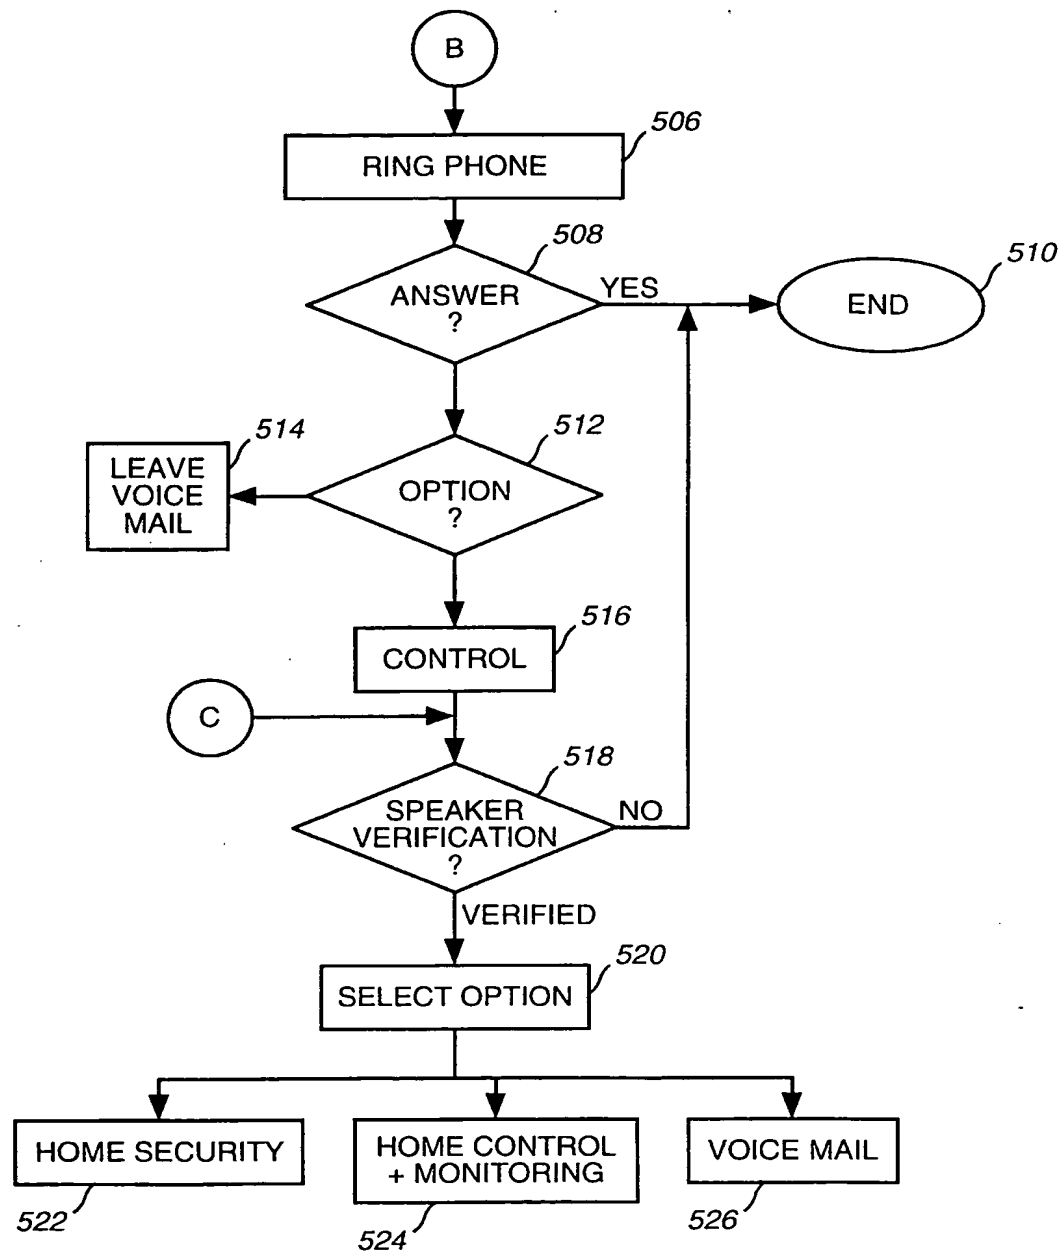 B
506
RING PHONE
508
ANSWER
?
YES
510
END
512
OPTION
?
514
LEAVE
VOICE
MAIL
516
CONTROL
C
518
SPEAKER
VERIFICATION
?
NO
VERIFIED
520
SELECT OPTION
HOME SECURITY
522
HOME CONTROL
+ MONITORING
524
VOICE MAIL
526